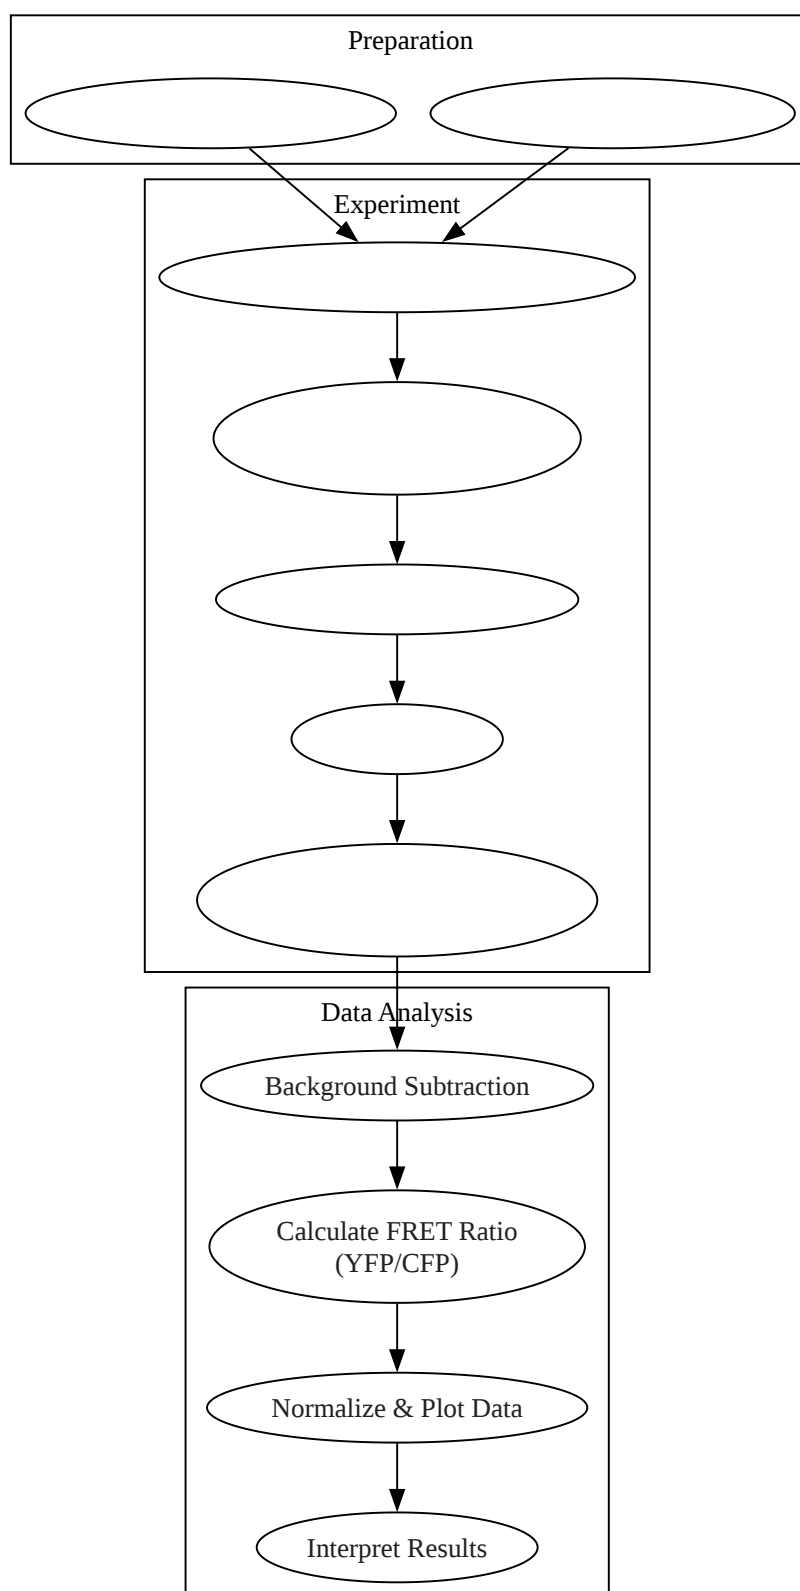 Preparation
Experiment
Data Analysis
Background Subtraction
Calculate FRET Ratio
(YFP/CFP)
Normalize & Plot Data
Interpret Results